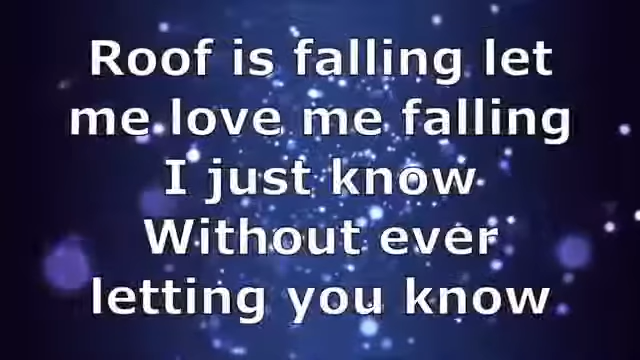 Roof is falling let
me love me falling
I just know
Without ever
letting you know